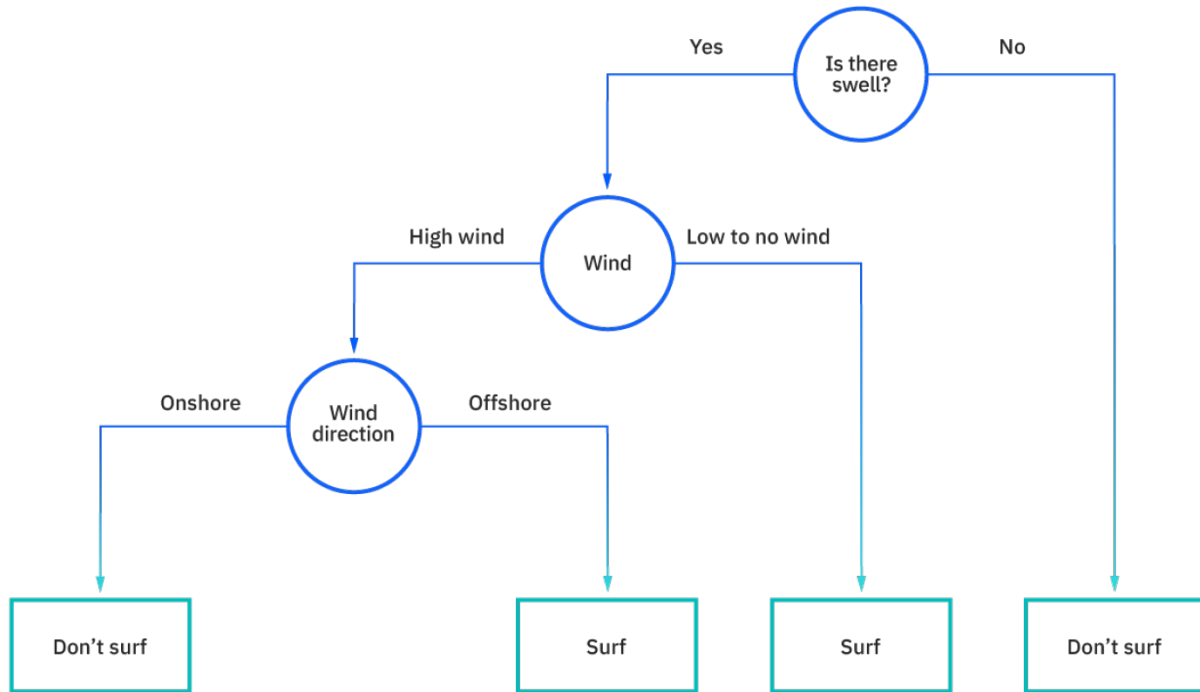 Yes
No
Is there
swell?
High wind
Low to no wind
Wind
Onshore
Offshore
Wind
direction
Don’t surf
Surf
Surf
Don’t surf